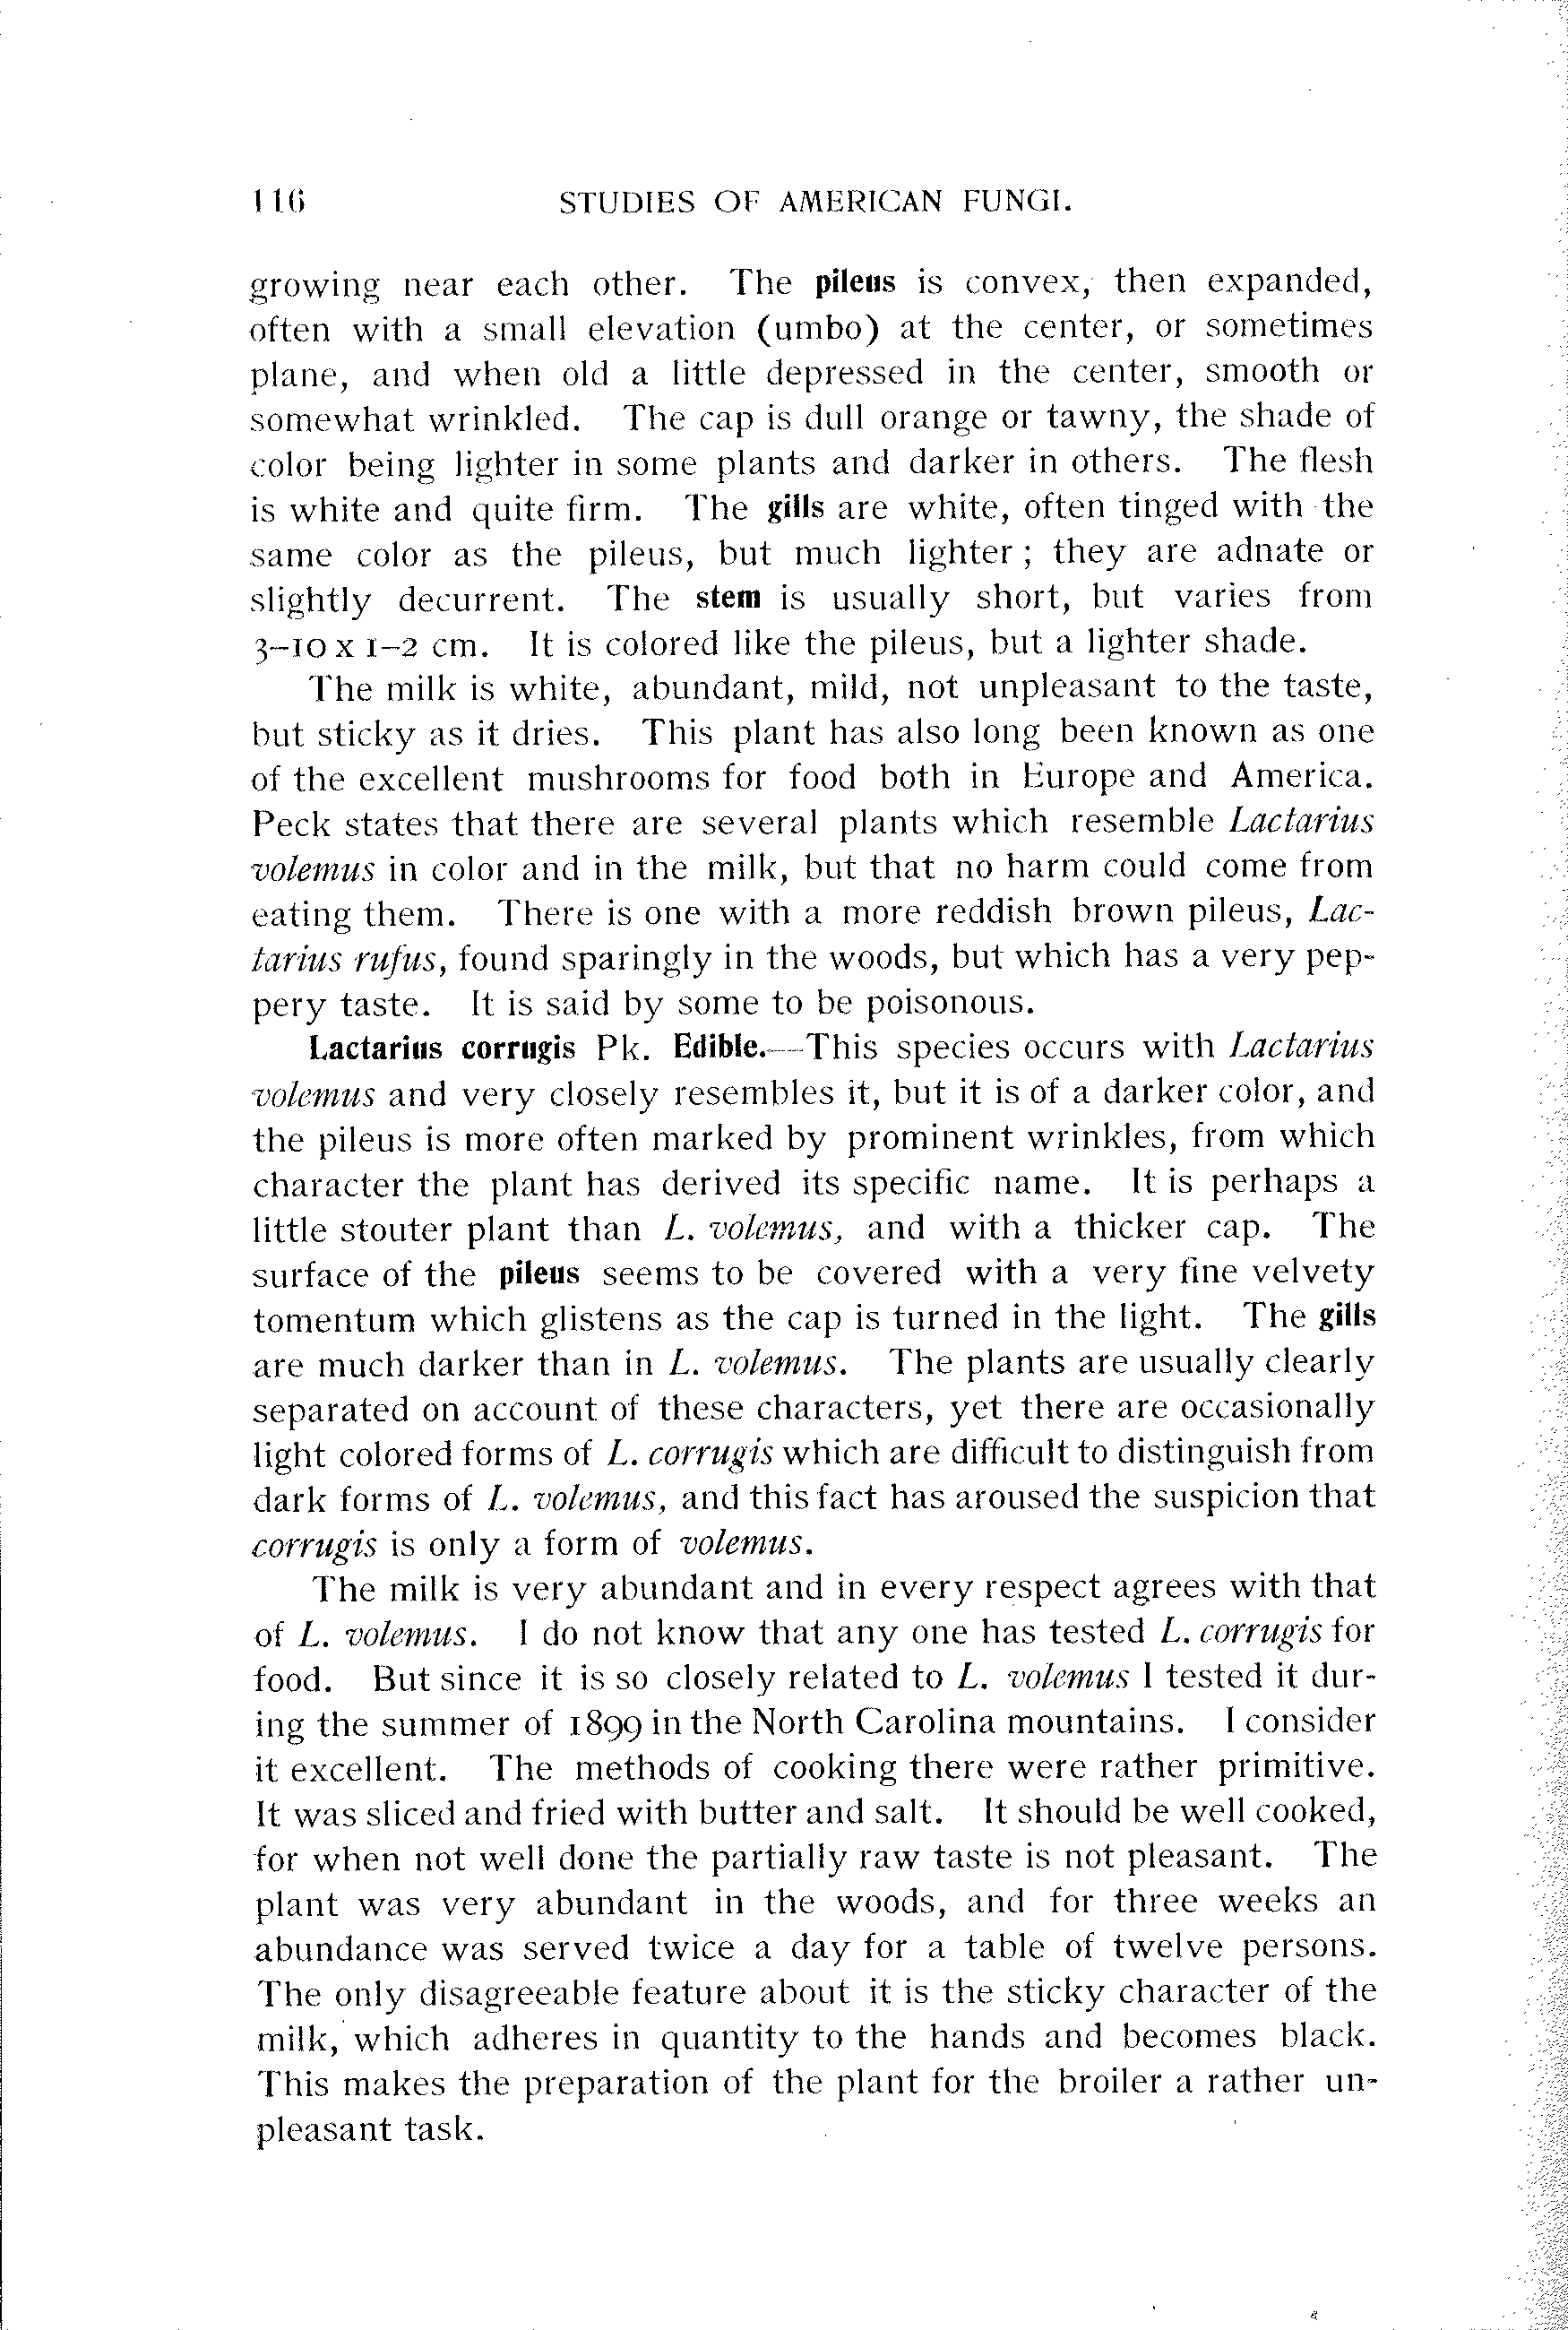 116 STUDIES OF AMERICAN FUNGI.
growing near each other. The pileus is convex, then expanded,
often with a small elevation (umbo) at the center, or sometimes
plane, and when old a little depressed in the center, smooth or
somewhat wrinkled. The cap is dull orange or tawny, the shade of
color being lighter in some plants and darker in others. The flesh
is white and quite firm. The gills are white, often tinged with the
same color as the pileus, but much lighter; they are adnate or
slightly decurrent. The stem is usually short, but varies from
3–10 x 1–2 cm. It is colored like the pileus, but a lighter shade.
The milk is white, abundant, mild, not unpleasant to the taste,
but sticky as it dries. This plant has also long been known as one
of the excellent mushrooms for food both in Europe and America.
Peck states that there are several plants which resemble Lactarius
volemus in color and in the milk, but that no harm could come from
eating them. There is one with a more reddish brown pileus, Lac-
tarius rufus, found sparingly in the woods, but which has a very pep-
pery taste. It is said by some to be poisonous.
Lactarius corrugis Pk. Edible.—This species occurs with Lactarius
volemus and very closely resembles it, but it is of a darker color, and
the pileus is more often marked by prominent wrinkles, from which
character the plant has derived its specific name. It is perhaps a
little stouter plant than L. volemus, and with a thicker cap. The
surface of the pileus seems to be covered with a very fine velvety
tomentum which glistens as the cap is turned in the light. The gills
are much darker than in L. volemus. The plants are usually clearly
separated on account of these characters, yet there are occasionally
light colored forms of L. corrugis which are difficult to distinguish from
dark forms of L. volemus, and this fact has aroused the suspicion that
corrugis is only a form of volemus.
The milk is very abundant and in every respect agrees with that
of L. volemus. I do not know that any one has tested L. corrugis for
food. But since it is so closely related to L. volemus I tested it dur-
ing the summer of 1899 in the North Carolina mountains. I consider
it excellent. The methods of cooking there were rather primitive.
It was sliced and fried with butter and salt. It should be well cooked,
for when not well done the partially raw taste is not pleasant. The
plant was very abundant in the woods, and for three weeks an
abundance was served twice a day for a table of twelve persons.
The only disagreeable feature about it is the sticky character of the
milk, which adheres in quantity to the hands and becomes black.
This makes the preparation of the plant for the broiler a rather un-
pleasant task.